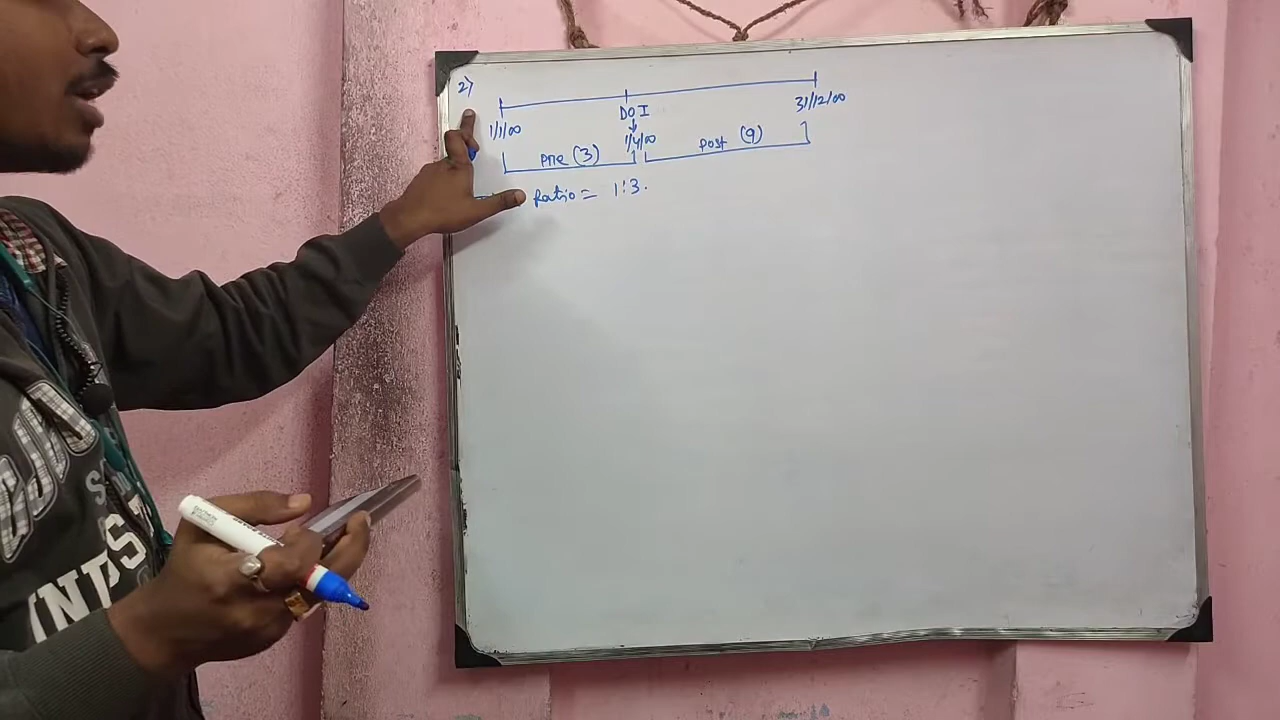 2)
DOI
1/1/00
31/12/00
1/4/00
pre (3)
post (9)
Ratio = 1:3.